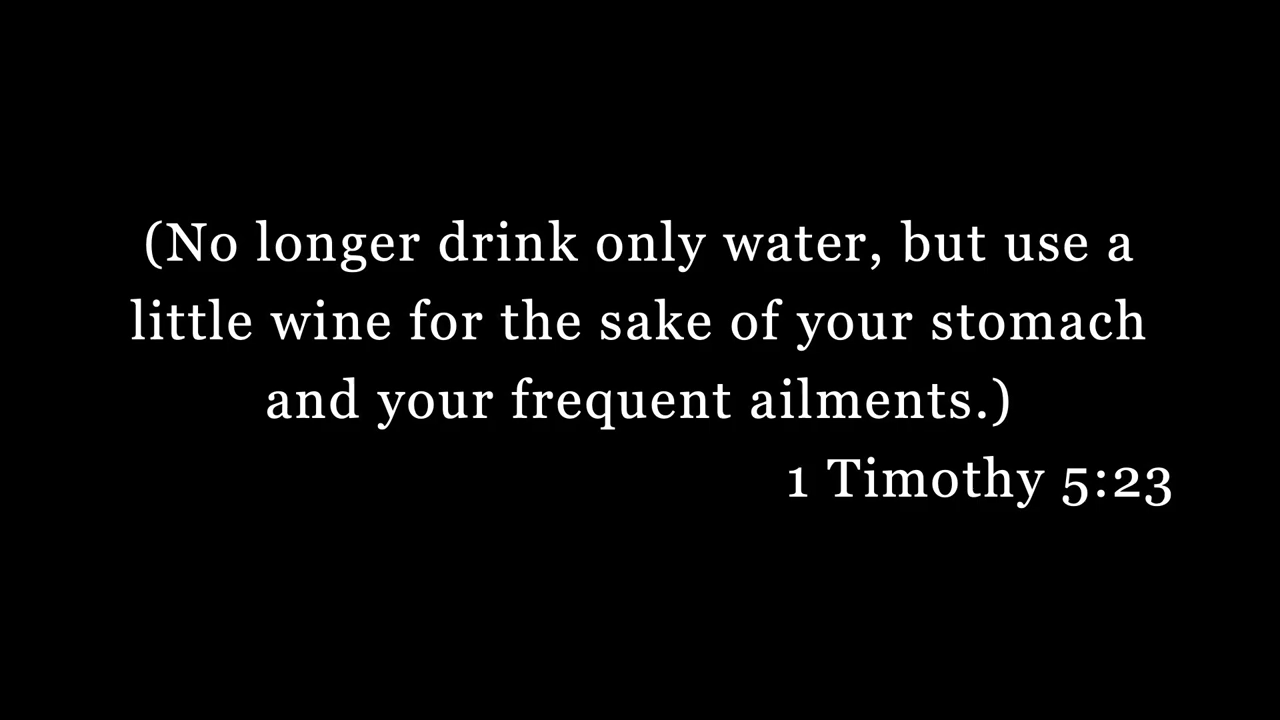 (No longer drink only water, but use a
little wine for the sake of your stomach
and your frequent ailments.)
1 Timothy 5:23